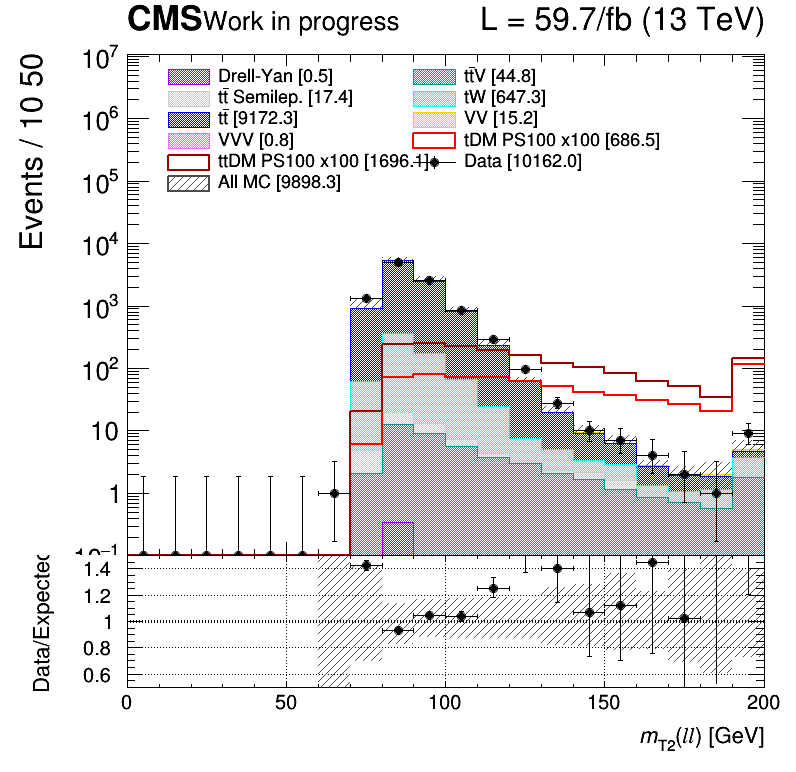 CMS Work in progress L = 59.7/fb (13 TeV)
Events / 10 50
10⁷
10⁶
10⁵
10⁴
10³
10²
10
1
10⁻¹
Drell-Yan [0.5] tt̄V [44.8]
tt̄ Semilep. [17.4] tW [647.3]
tt̄ [9172.3] VV [15.2]
VVV [0.8] tDM PS100 x100 [686.5]
ttDM PS100 x100 [1696.1] Data [10162.0]
All MC [9898.3]
Data/Expected
1.4
1.2
1
0.8
0.6
0 50 100 150 200
m_T2(ll) [GeV]